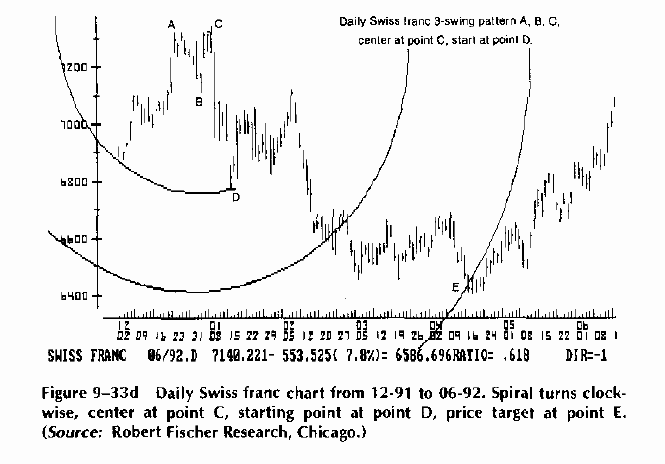 Daily Swiss franc 3-swing pattern A, B, C,
center at point C, start at point D.
A
C
B
D
E
7200
7000
6800
6600
6400
12 01 02 03 04 05 06
02 09 16 23 31 08 15 22 29 05 12 20 27 05 12 19 26 02 09 16 24 01 08 15 22 01 08 1
SWISS FRANC 06/92.D 7140.221- 553.525( 7.8%)= 6586.696RATIO= .618 DIR=-1
Figure 9–33d Daily Swiss franc chart from 12-91 to 06-92. Spiral turns clock-
wise, center at point C, starting point at point D, price target at point E.
(Source: Robert Fischer Research, Chicago.)